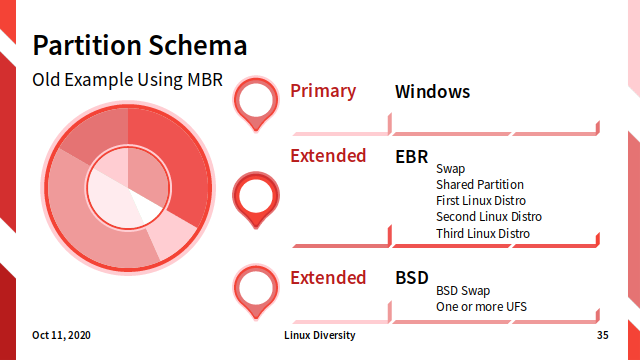 Partition Schema
Old Example Using MBR
Primary Windows
Extended EBR
Swap
Shared Partition
First Linux Distro
Second Linux Distro
Third Linux Distro
Extended BSD
BSD Swap
One or more UFS
Oct 11, 2020 Linux Diversity 35